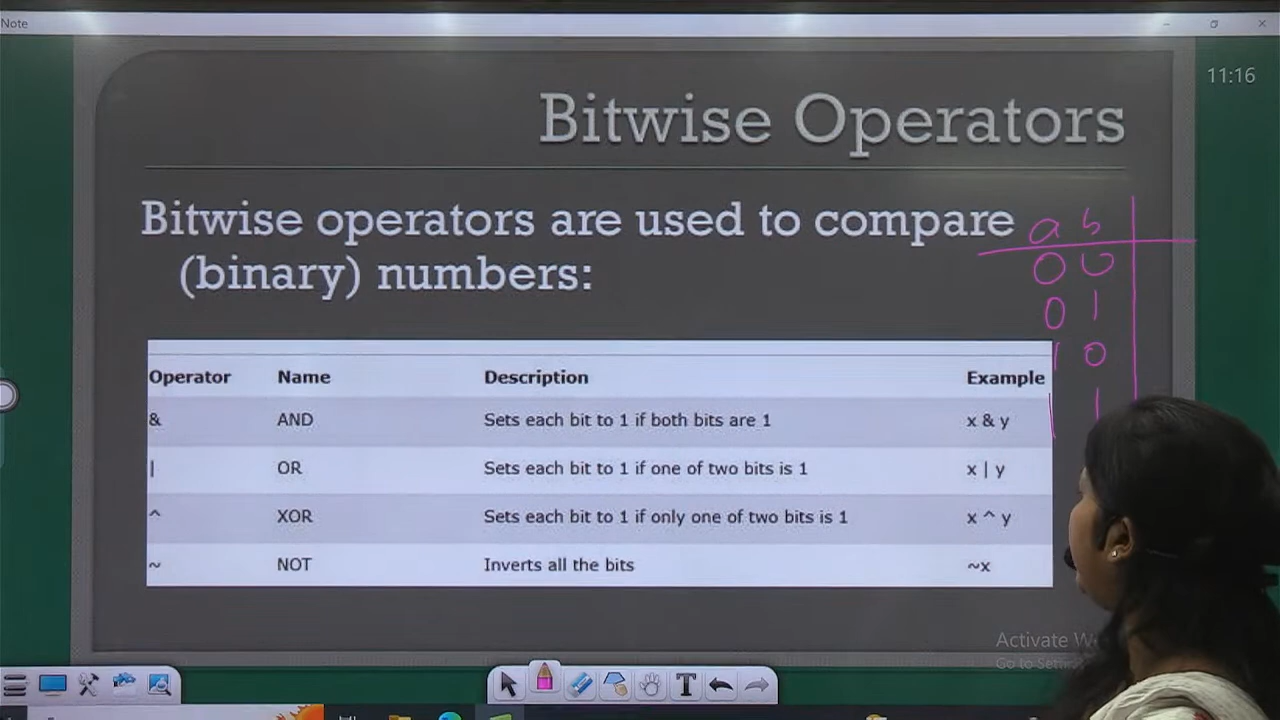 Note
11:16
Bitwise Operators
Bitwise operators are used to compare
(binary) numbers:
a b
0 0
0 1
1 0
1 1
Operator Name Description Example
& AND Sets each bit to 1 if both bits are 1 x & y
| OR Sets each bit to 1 if one of two bits is 1 x | y
^ XOR Sets each bit to 1 if only one of two bits is 1 x ^ y
~ NOT Inverts all the bits ~x
Activate
Go to
T